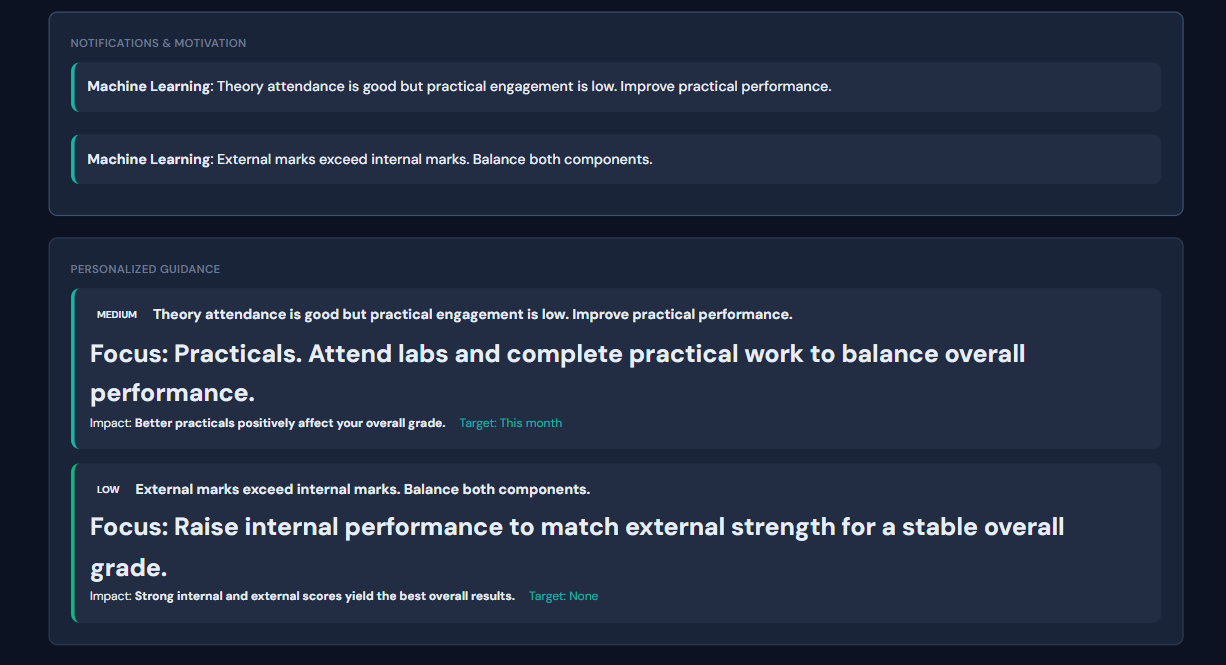 NOTIFICATIONS & MOTIVATION
Machine Learning: Theory attendance is good but practical engagement is low. Improve practical performance.
Machine Learning: External marks exceed internal marks. Balance both components.
PERSONALIZED GUIDANCE
MEDIUM Theory attendance is good but practical engagement is low. Improve practical performance.
Focus: Practicals. Attend labs and complete practical work to balance overall
performance.
Impact: Better practicals positively affect your overall grade. Target: This month
LOW External marks exceed internal marks. Balance both components.
Focus: Raise internal performance to match external strength for a stable overall
grade.
Impact: Strong internal and external scores yield the best overall results. Target: None